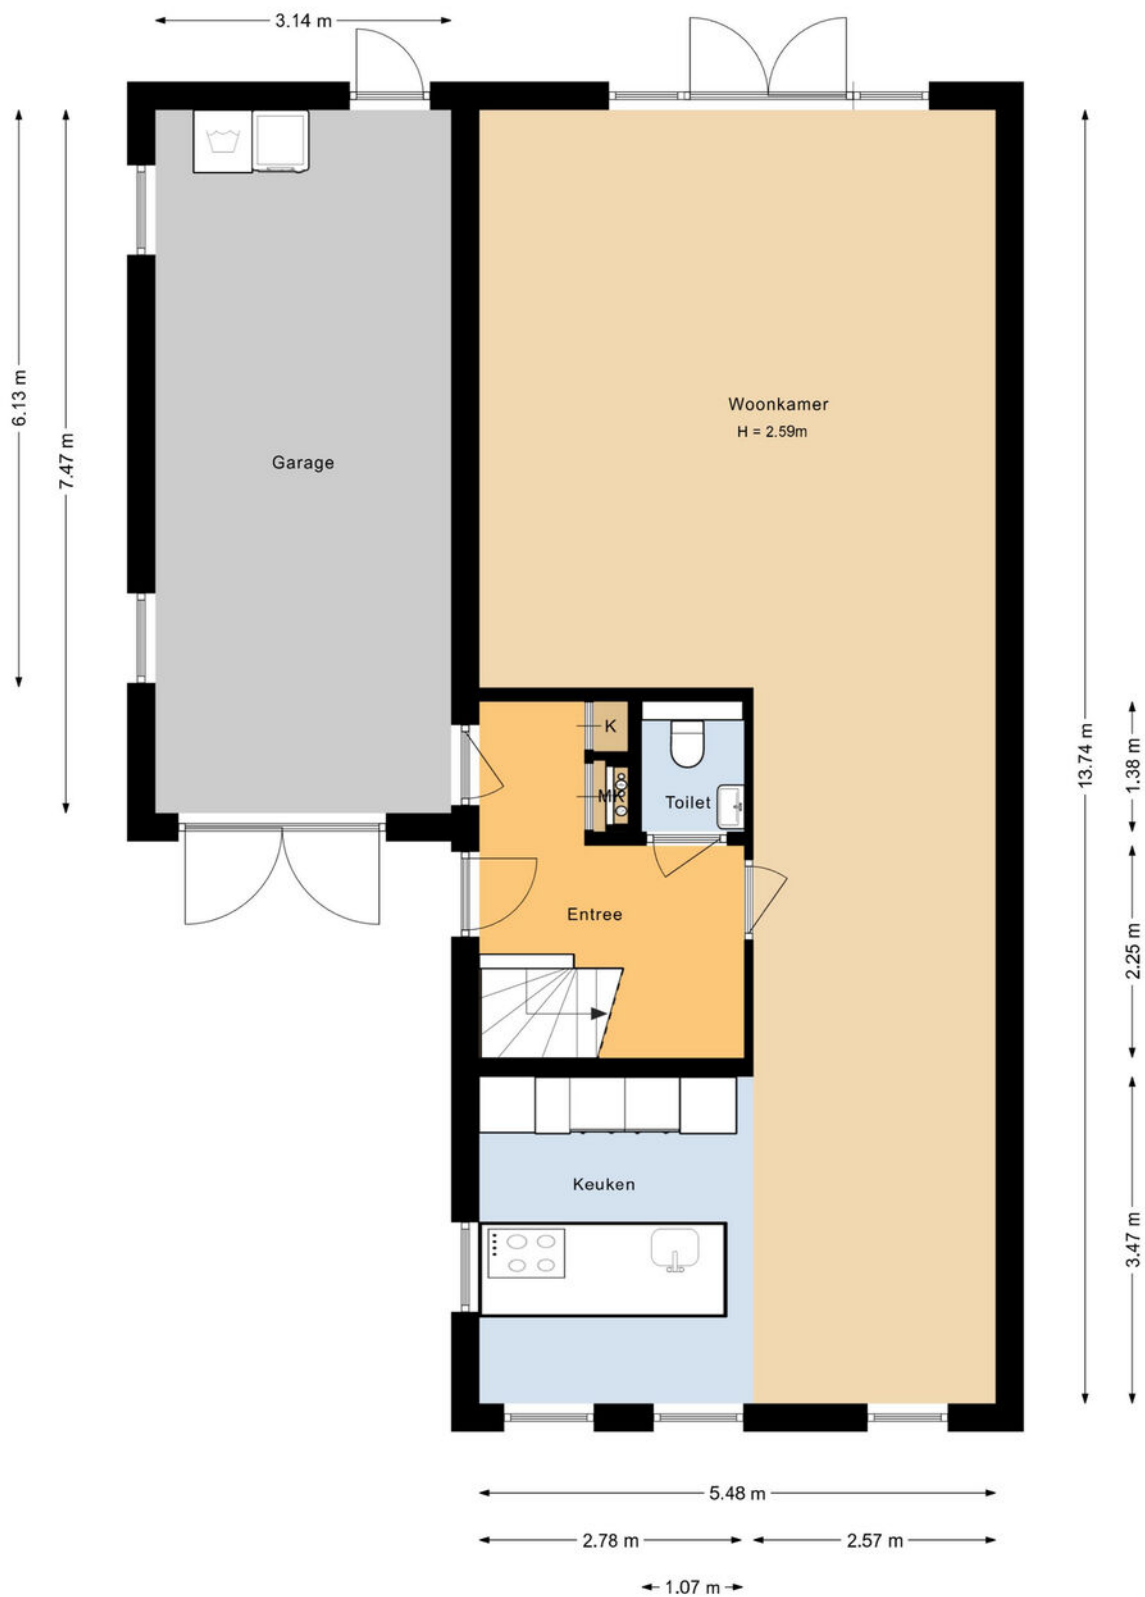 3.14 m
6.13 m
7.47 m
Woonkamer
H = 2.59m
Garage
13.74 m
K
MK
Toilet
1.38 m
Entree
2.25 m
Keuken
3.47 m
5.48 m
2.78 m
2.57 m
1.07 m